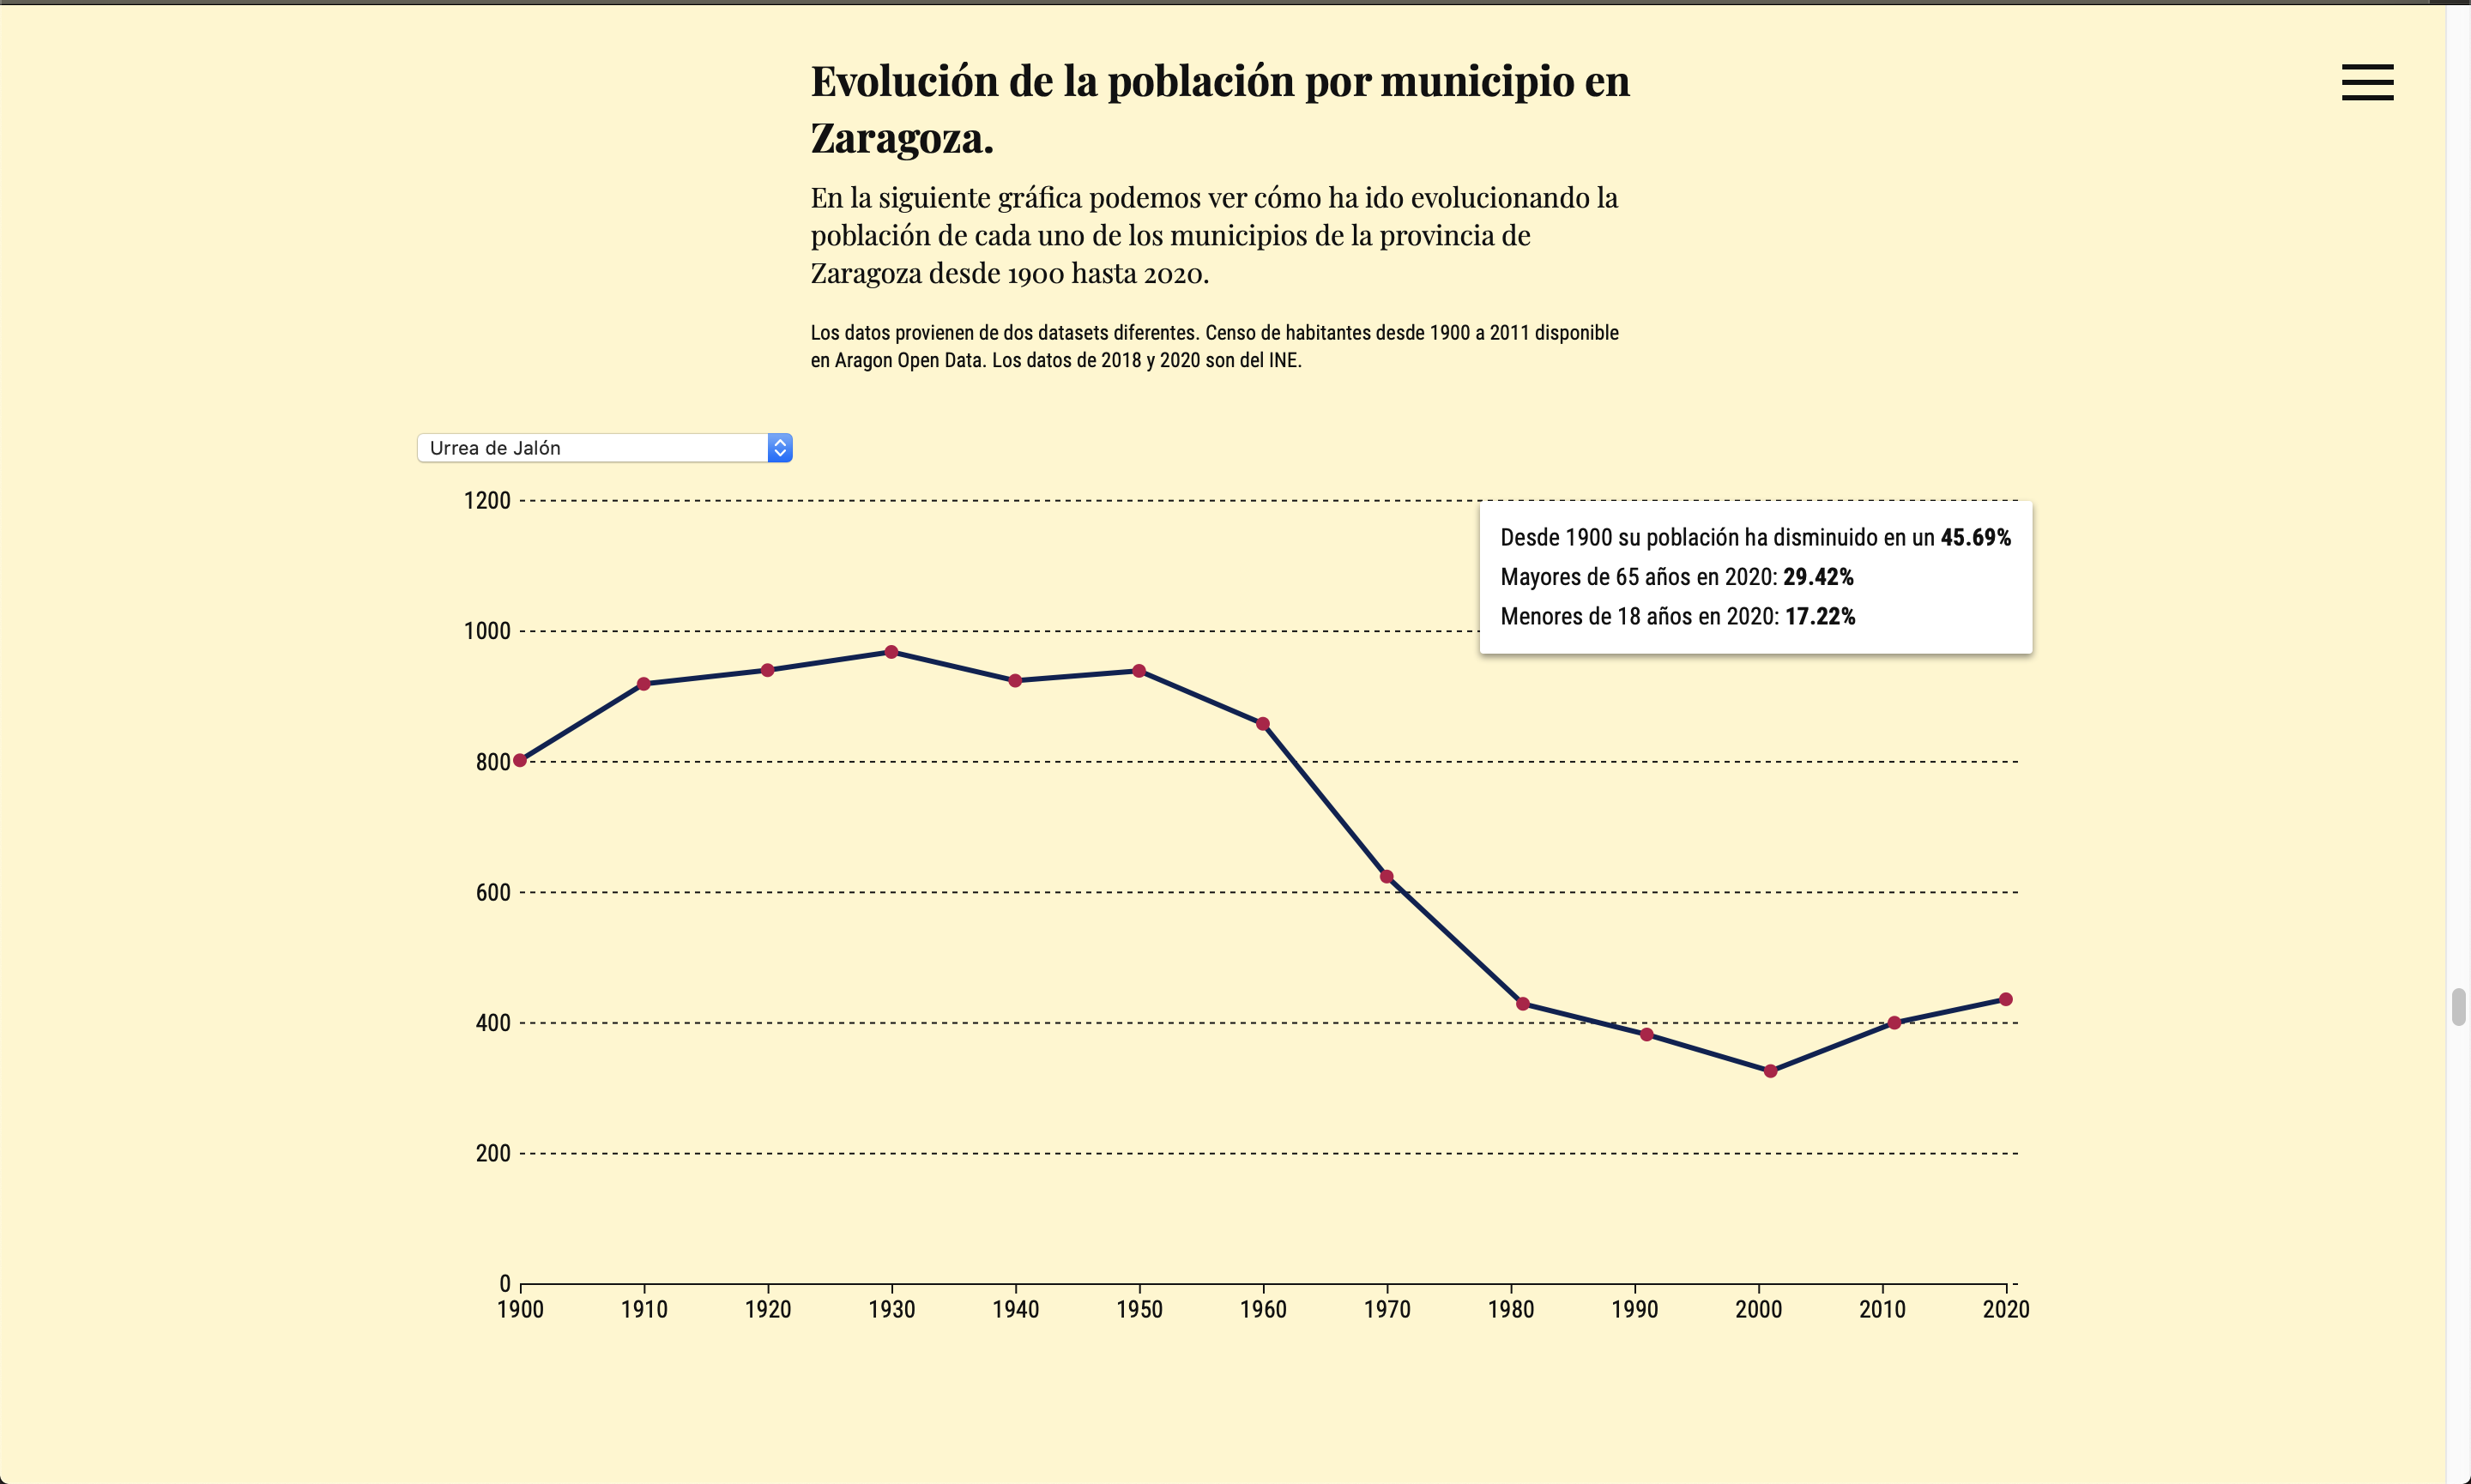 Evolución de la población por municipio en
Zaragoza.
En la siguiente gráfica podemos ver cómo ha ido evolucionando la
población de cada uno de los municipios de la provincia de
Zaragoza desde 1900 hasta 2020.
Los datos provienen de dos datasets diferentes. Censo de habitantes desde 1900 a 2011 disponible
en Aragon Open Data. Los datos de 2018 y 2020 son del INE.
Urrea de Jalón
1200
Desde 1900 su población ha disminuido en un 45.69%
Mayores de 65 años en 2020: 29.42%
Menores de 18 años en 2020: 17.22%
1000
800
600
400
200
0
1900 1910 1920 1930 1940 1950 1960 1970 1980 1990 2000 2010 2020